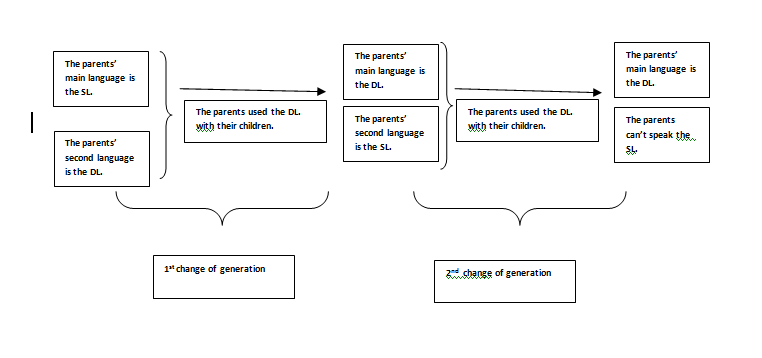 The parents'
main language is
the SL.
The parents'
second language
is the DL.
The parents used the DL.
with their children.
The parents'
main language is
the DL.
The parents'
second language
is the SL.
The parents used the DL.
with their children.
The parents'
main language is
the DL.
The parents
can't speak the
SL.
1st change of generation
2nd change of generation